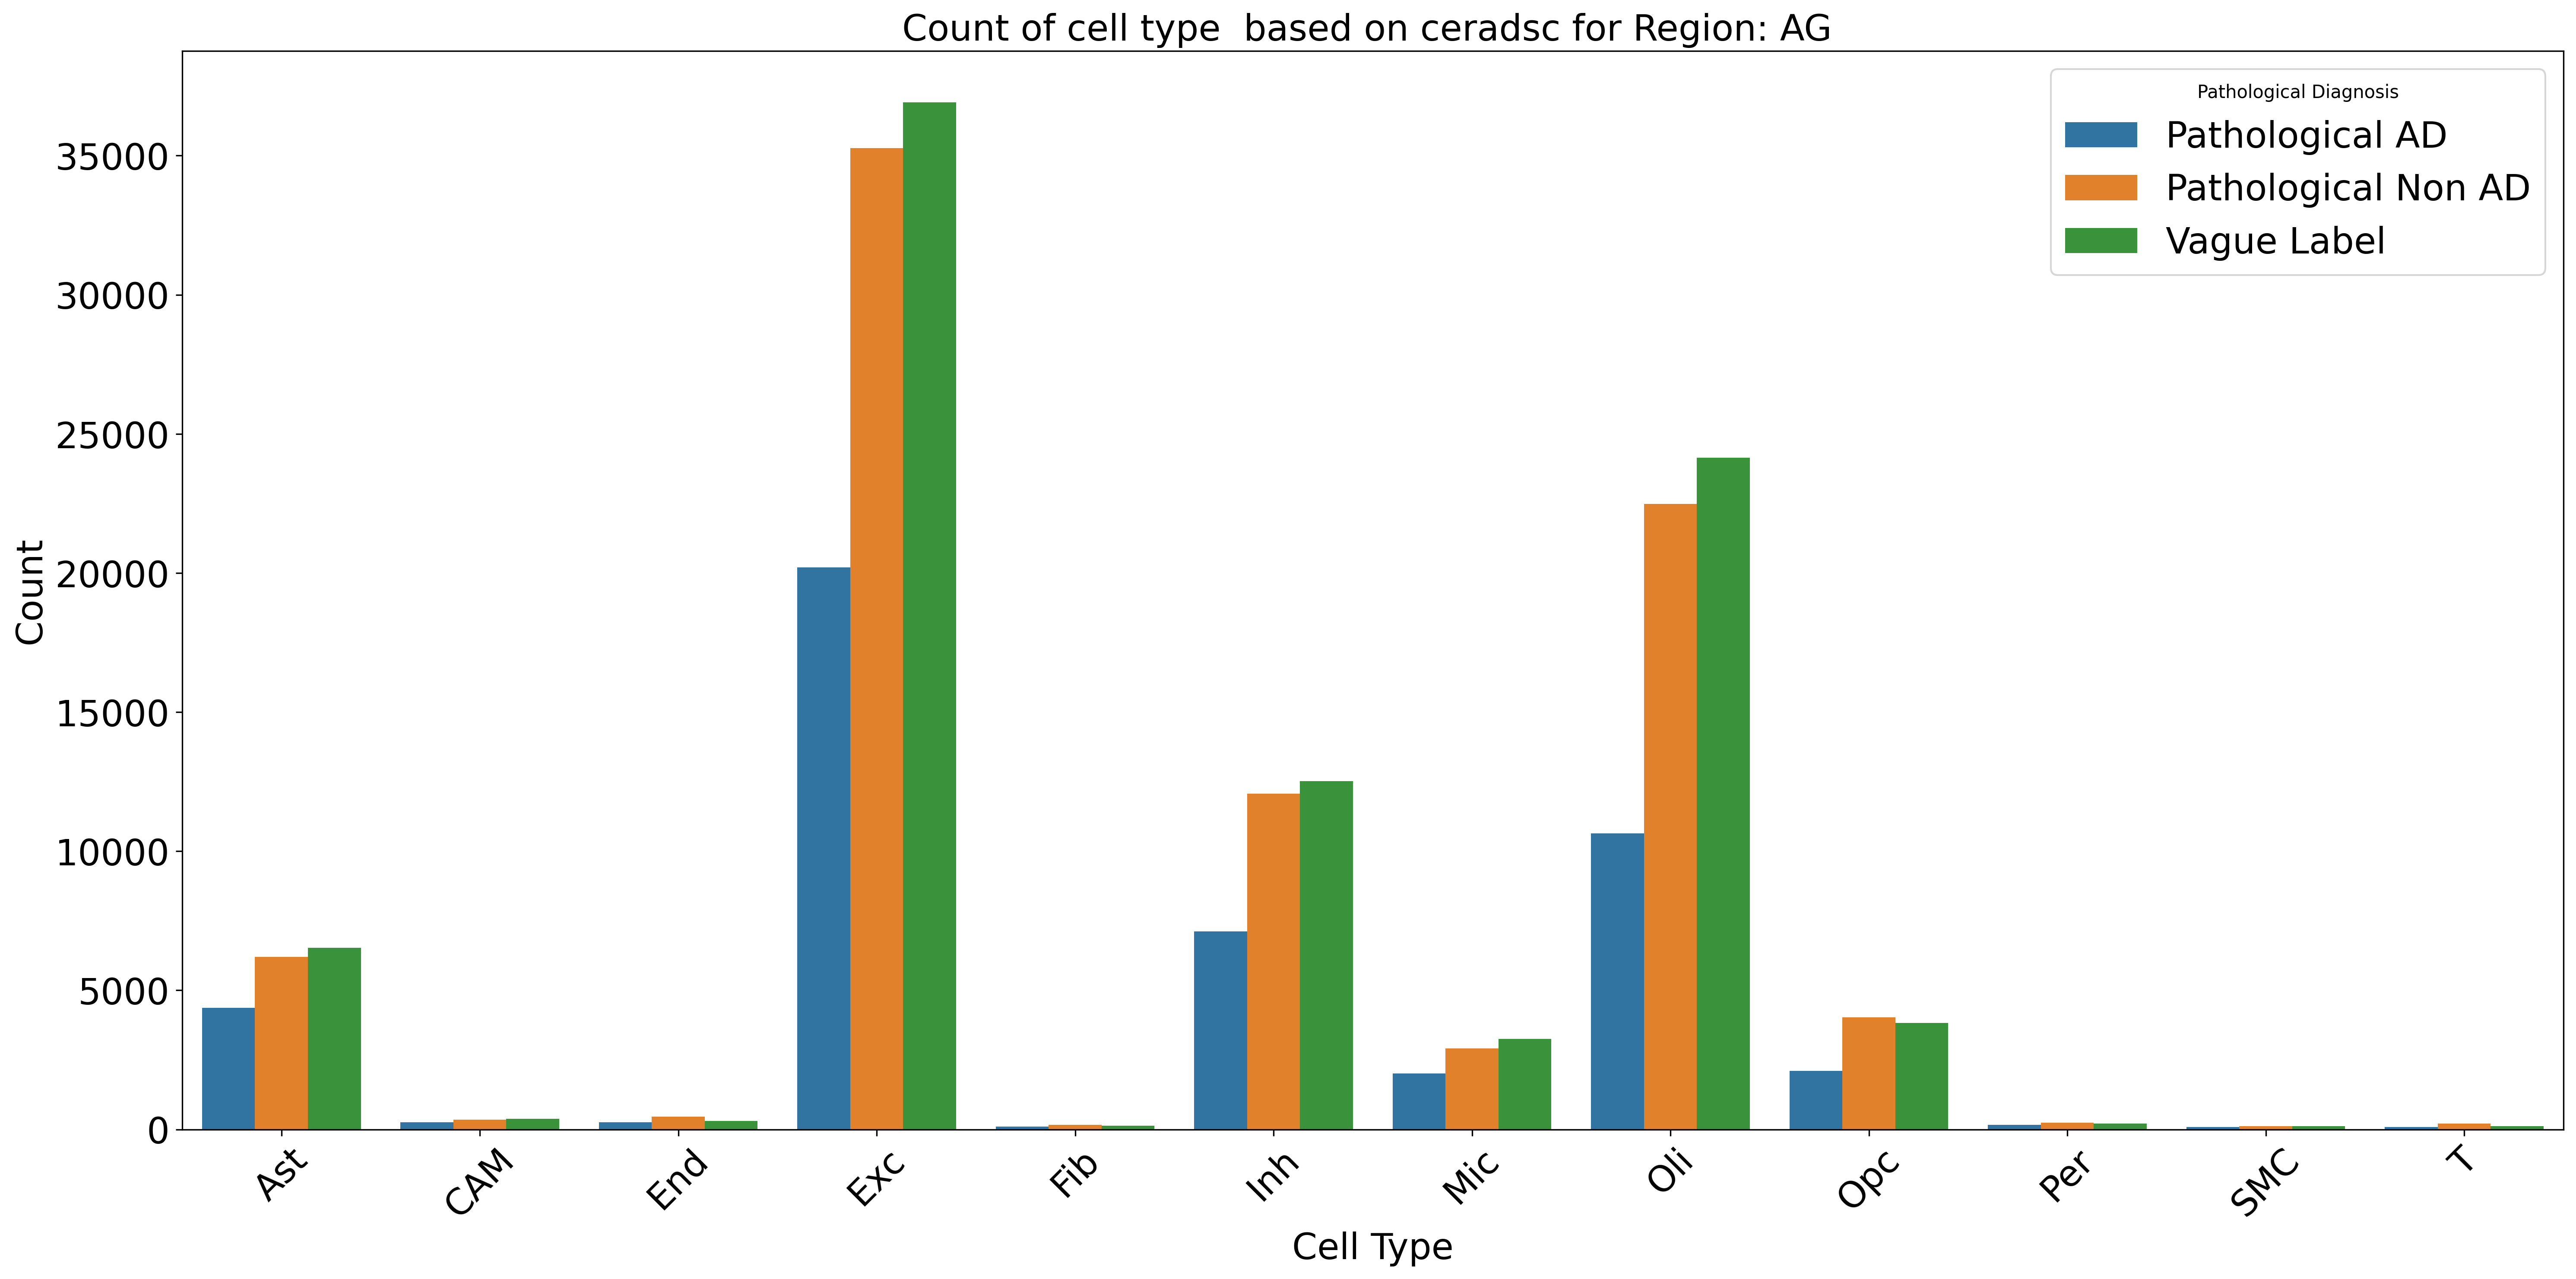 Count of cell type  based on ceradsc for Region: AG
Pathological Diagnosis
Pathological AD
Pathological Non AD
Vague Label
Count
35000
30000
25000
20000
15000
10000
5000
0
Ast
CAM
End
Exc
Fib
Inh
Mic
Oli
Opc
Per
SMC
T
Cell Type